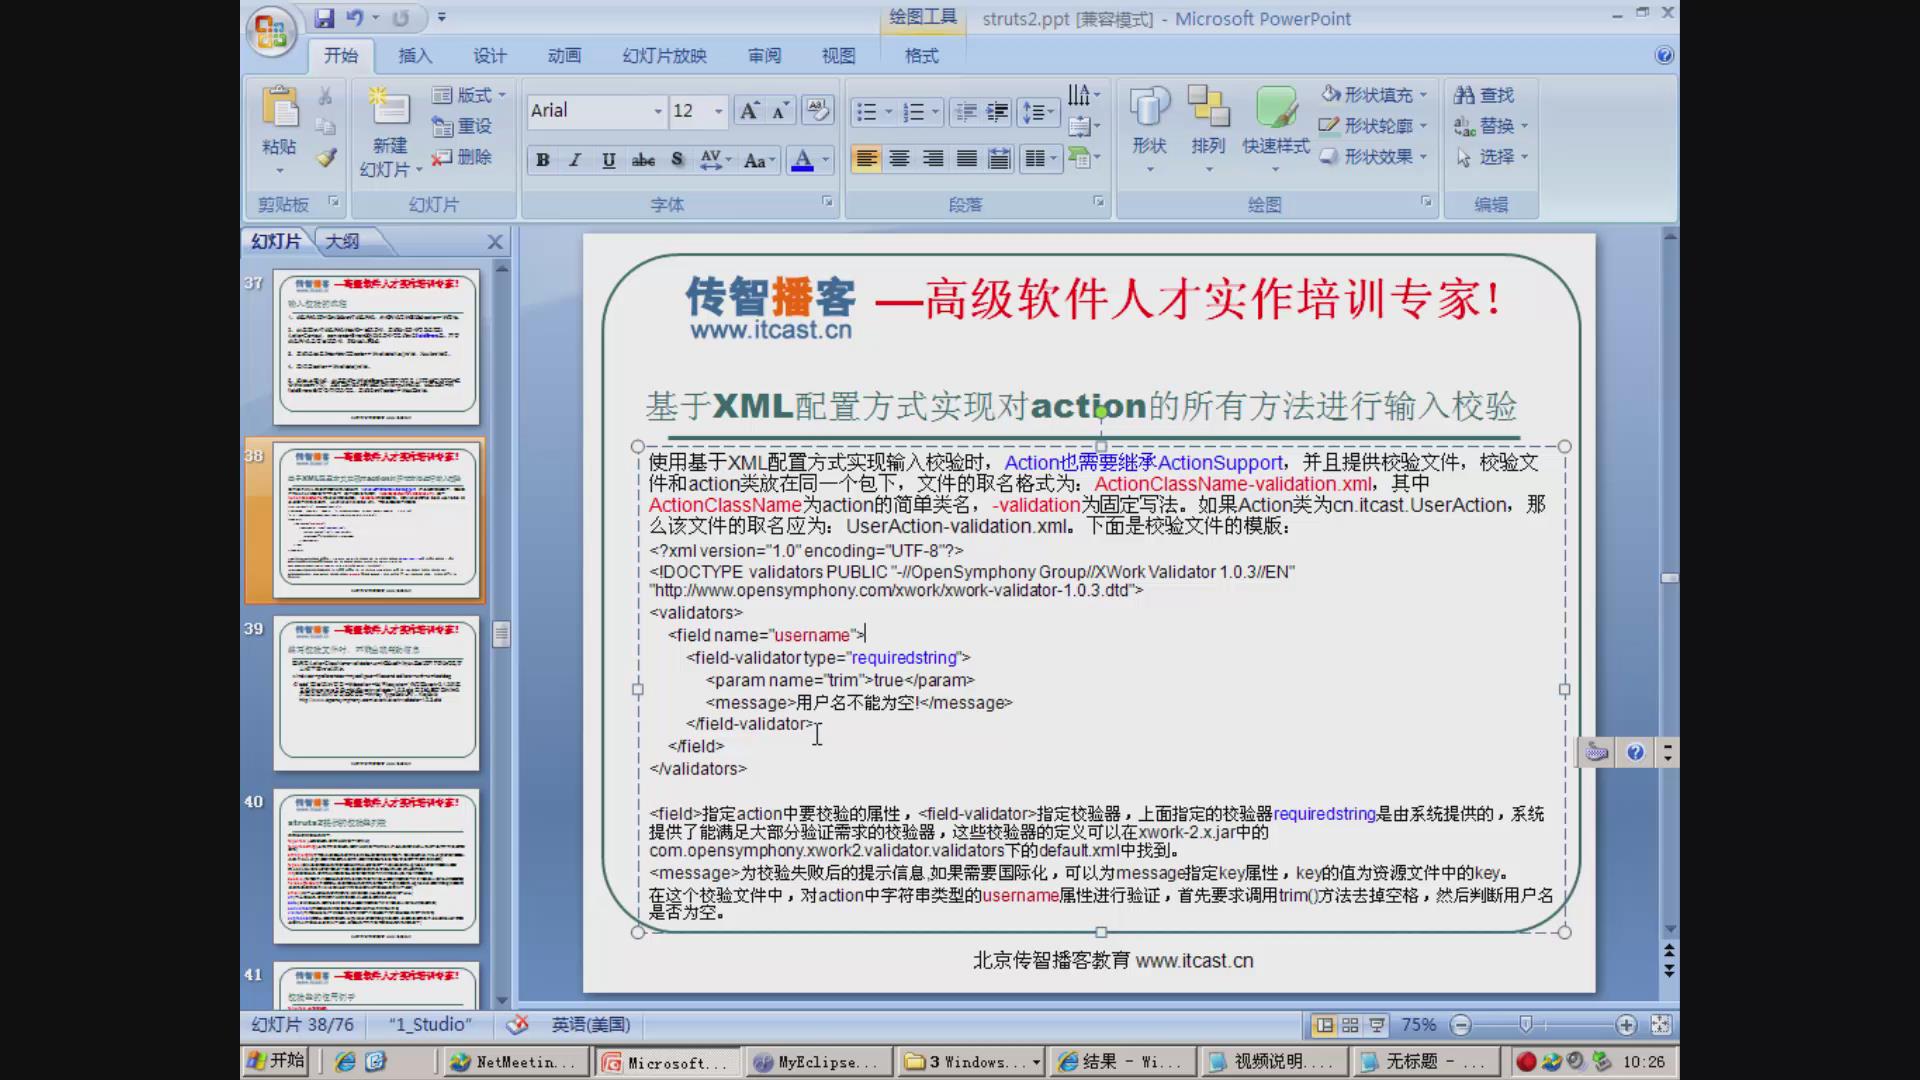 绘图工具
struts2.ppt [兼容模式] - Microsoft PowerPoint
开始 插入 设计 动画 幻灯片放映 审阅 视图 格式
粘贴
剪贴板
新建
幻灯片
版式
重设
删除
幻灯片
Arial 12
B I U abe S AV Aa A
字体
段落
形状 排列 快速样式
形状填充
形状轮廓
形状效果
绘图
查找
替换
选择
编辑
幻灯片 大纲
37
38
39
40
struts2提供的校验器列表
41
传智播客 —高级软件人才实作培训专家!
www.itcast.cn
基于XML配置方式实现对action的所有方法进行输入校验
使用基于XML配置方式实现输入校验时，Action也需要继承ActionSupport，并且提供校验文件，校验文
件和action类放在同一个包下，文件的取名格式为：ActionClassName-validation.xml，其中
ActionClassName为action的简单类名，-validation为固定写法。如果Action类为cn.itcast.UserAction，那
么该文件的取名应为：UserAction-validation.xml。下面是校验文件的模版：
<?xml version="1.0" encoding="UTF-8"?>
<!DOCTYPE validators PUBLIC "-//OpenSymphony Group//XWork Validator 1.0.3//EN"
"http://www.opensymphony.com/xwork/xwork-validator-1.0.3.dtd">
<validators>
<field name="username">
<field-validator type="requiredstring">
<param name="trim">true</param>
<message>用户名不能为空!</message>
</field-validator>
</field>
</validators>
<field>指定action中要校验的属性，<field-validator>指定校验器，上面指定的校验器requiredstring是由系统提供的，系统
提供了能满足大部分验证需求的校验器，这些校验器的定义可以在xwork-2.x.jar中的
com.opensymphony.xwork2.validator.validators下的default.xml中找到。
<message>为校验失败后的提示信息,如果需要国际化，可以为message指定key属性，key的值为资源文件中的key。
在这个校验文件中，对action中字符串类型的username属性进行验证，首先要求调用trim()方法去掉空格，然后判断用户名
是否为空。
北京传智播客教育 www.itcast.cn
幻灯片 38/76 "1_Studio" 英语(美国) 75%
开始 NetMeetin... Microsoft... MyEclipse... 3 Windows... 结果 - Wi... 视频说明.... 无标题 - ... 10:26